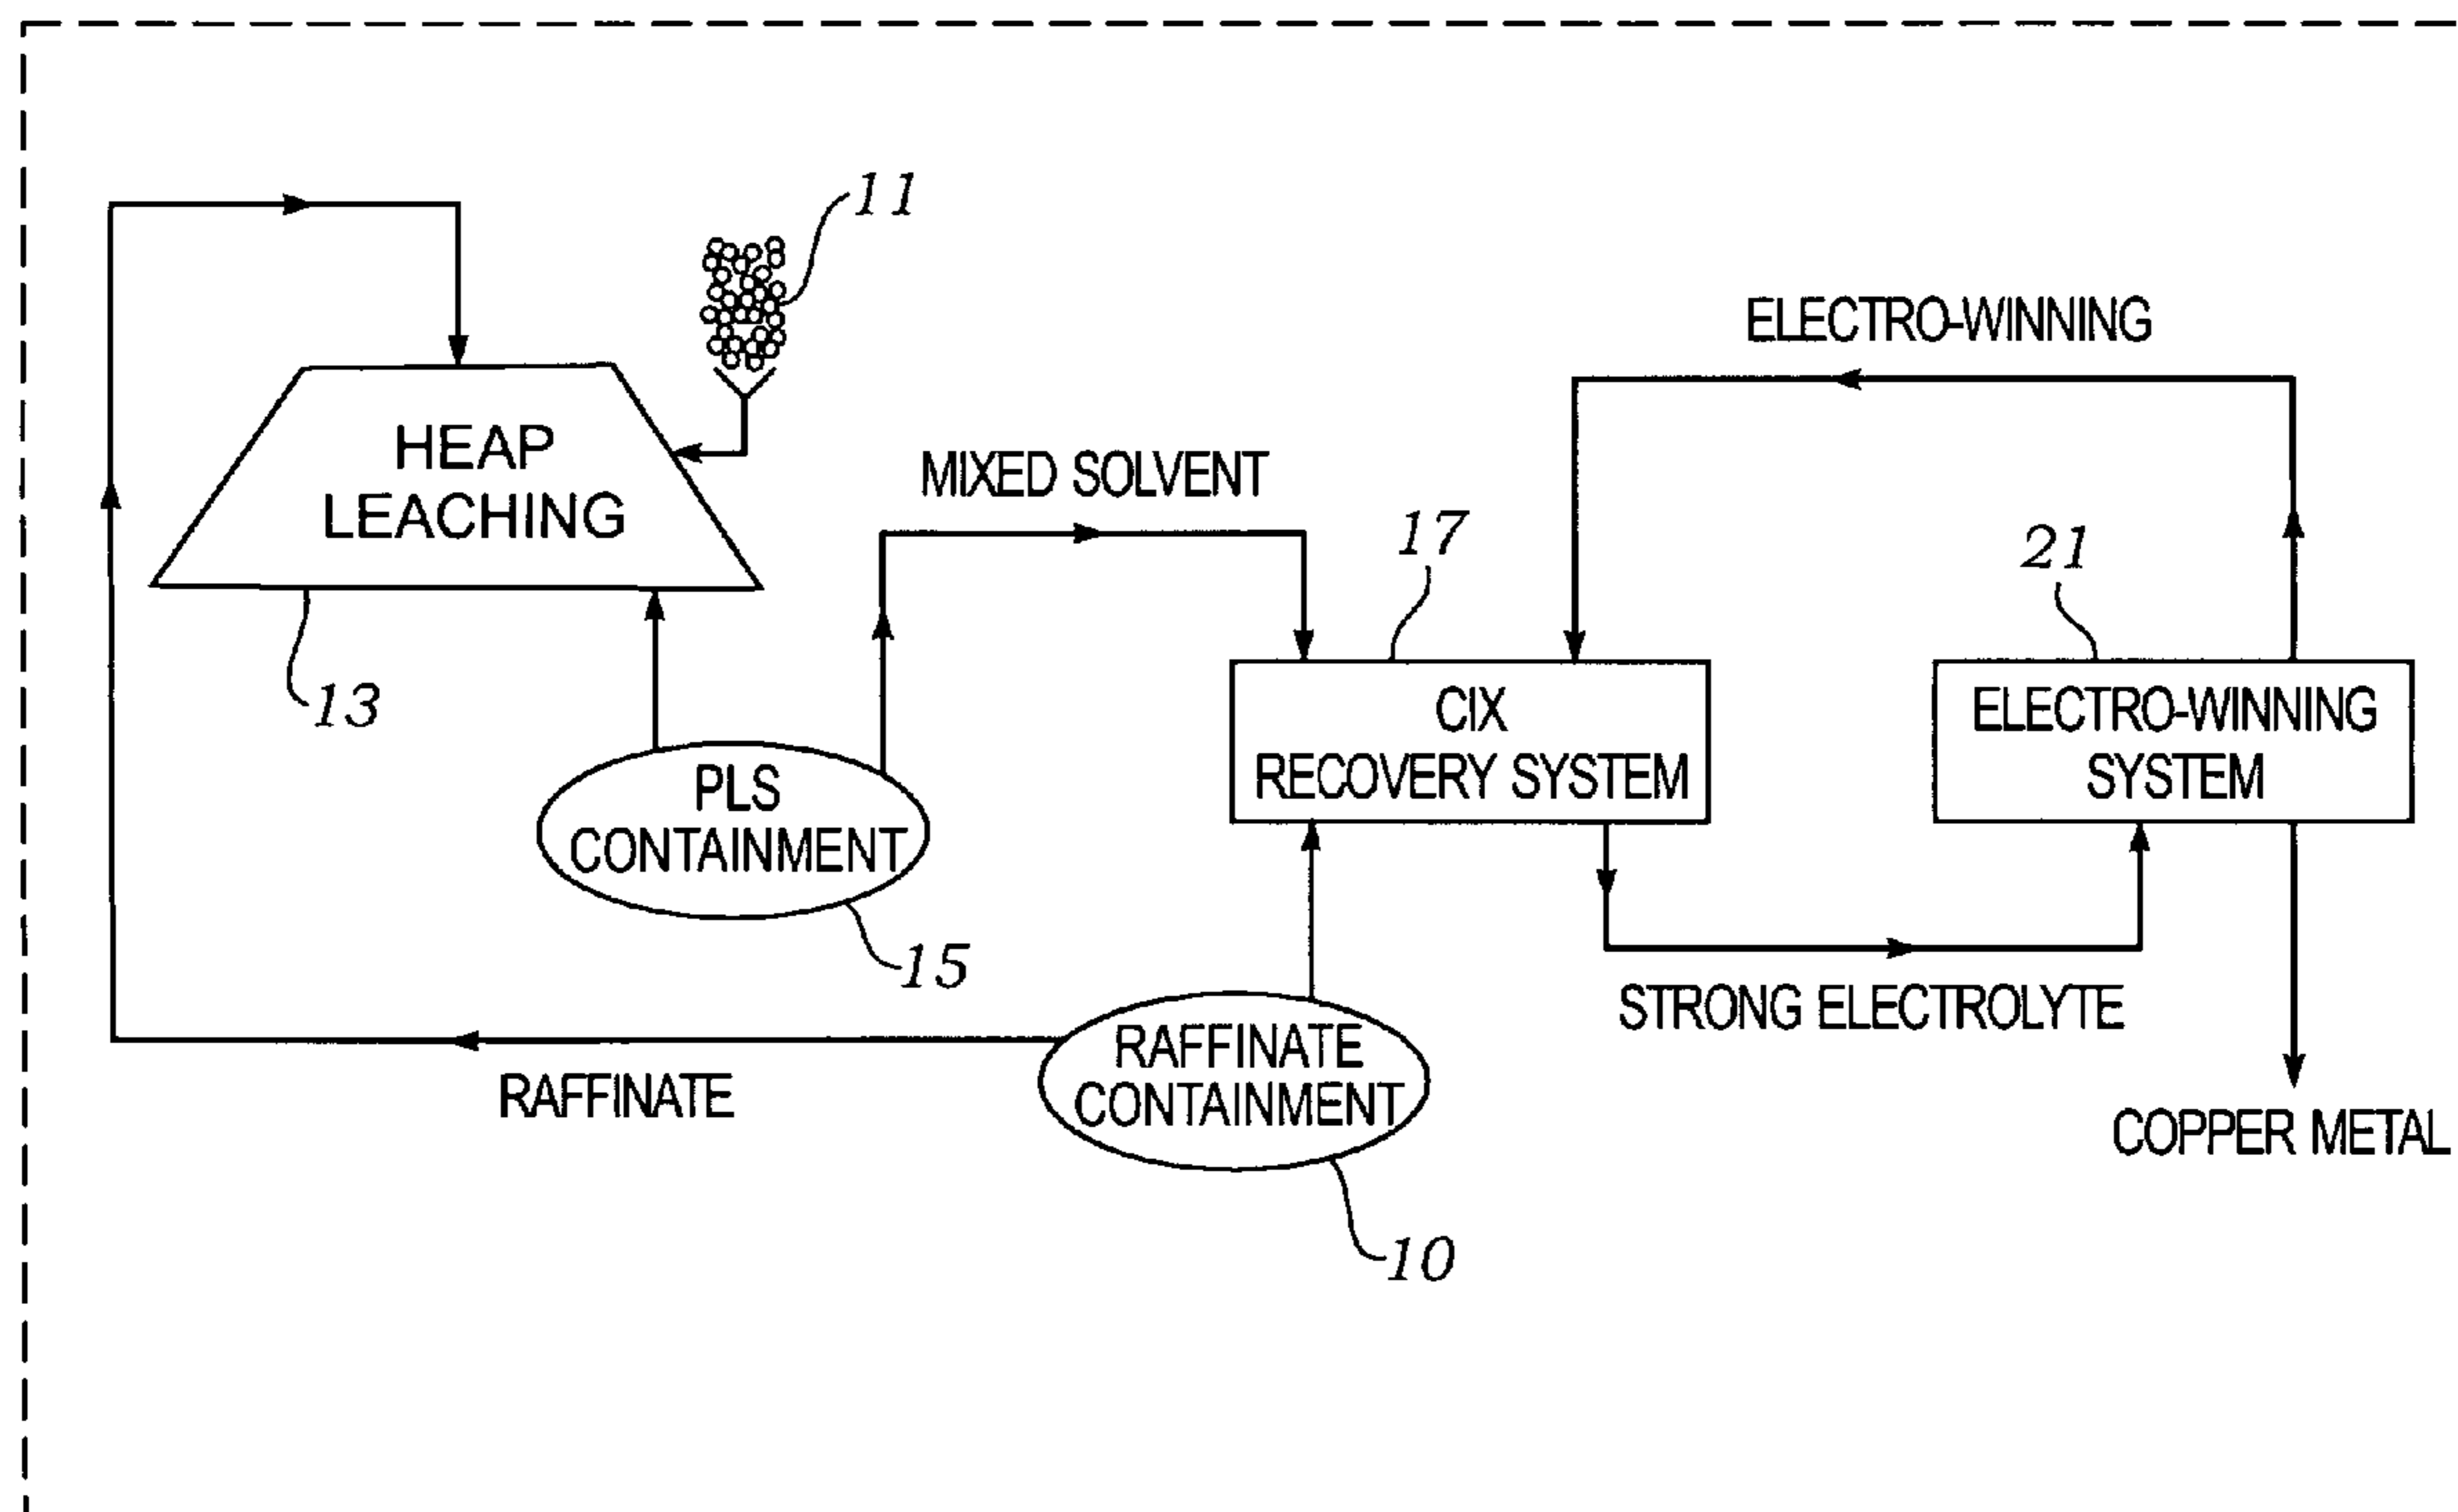 11
ELECTRO-WINNING
HEAP
LEACHING
MIXED SOLVENT
17
21
13
CIX
RECOVERY SYSTEM
ELECTRO-WINNING
SYSTEM
PLS
CONTAINMENT
15
STRONG ELECTROLYTE
RAFFINATE
CONTAINMENT
RAFFINATE
COPPER METAL
10